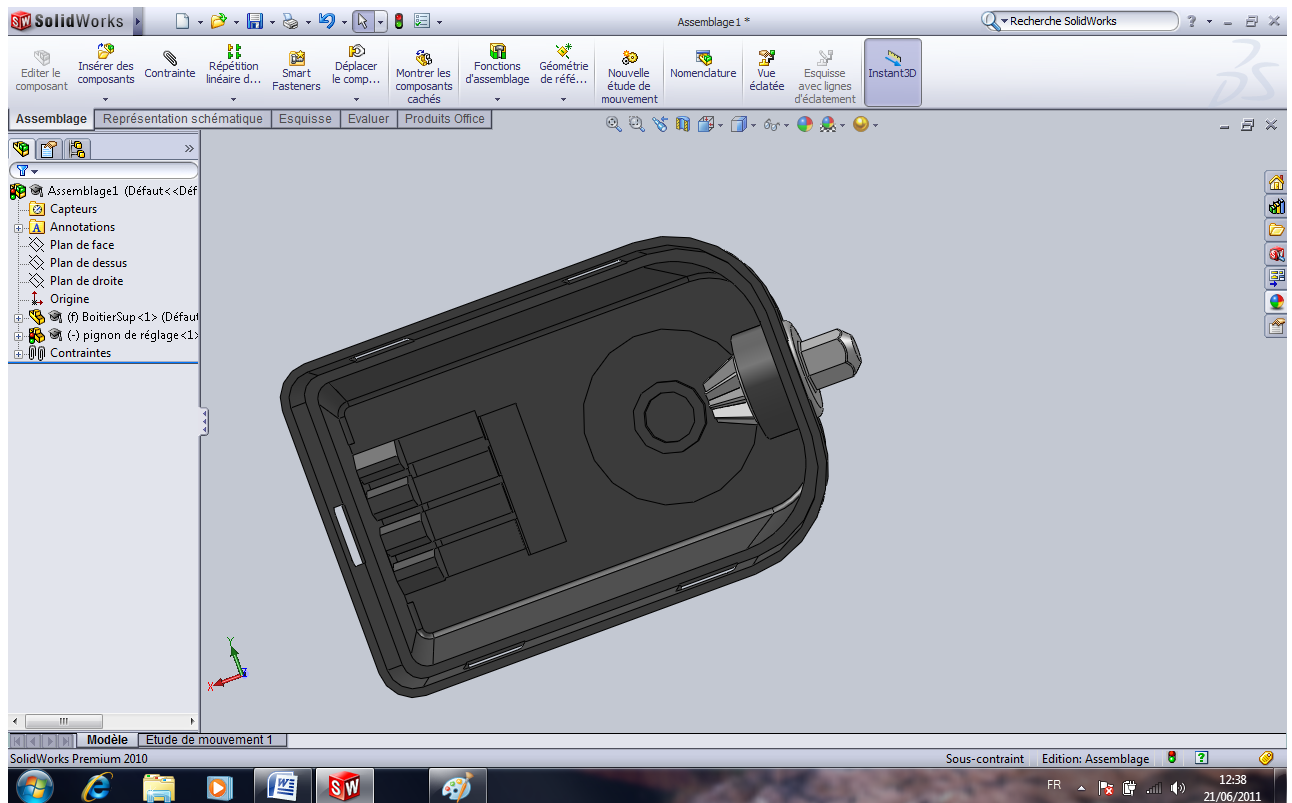 SolidWorks
Assemblage1 *
Recherche SolidWorks
?
Editer le
composant
Insérer des
composants
Contrainte
Répétition
linéaire d...
Smart
Fasteners
Déplacer
le comp...
Montrer les
composants
cachés
Fonctions
d'assemblage
Géométrie
de réfé...
Nouvelle
étude de
mouvement
Nomenclature
Vue
éclatée
Esquisse
avec lignes
d'éclatement
Instant3D
Assemblage
Représentation schématique
Esquisse
Evaluer
Produits Office
Assemblage1 (Défaut<<Déf
Capteurs
Annotations
Plan de face
Plan de dessus
Plan de droite
Origine
(f) BoitierSup<1> (Défaut
(-) pignon de réglage<1>
Contraintes
Y
X
Z
Modèle
Etude de mouvement 1
SolidWorks Premium 2010
Sous-contraint
Edition: Assemblage
?
FR
12:38
21/06/2011